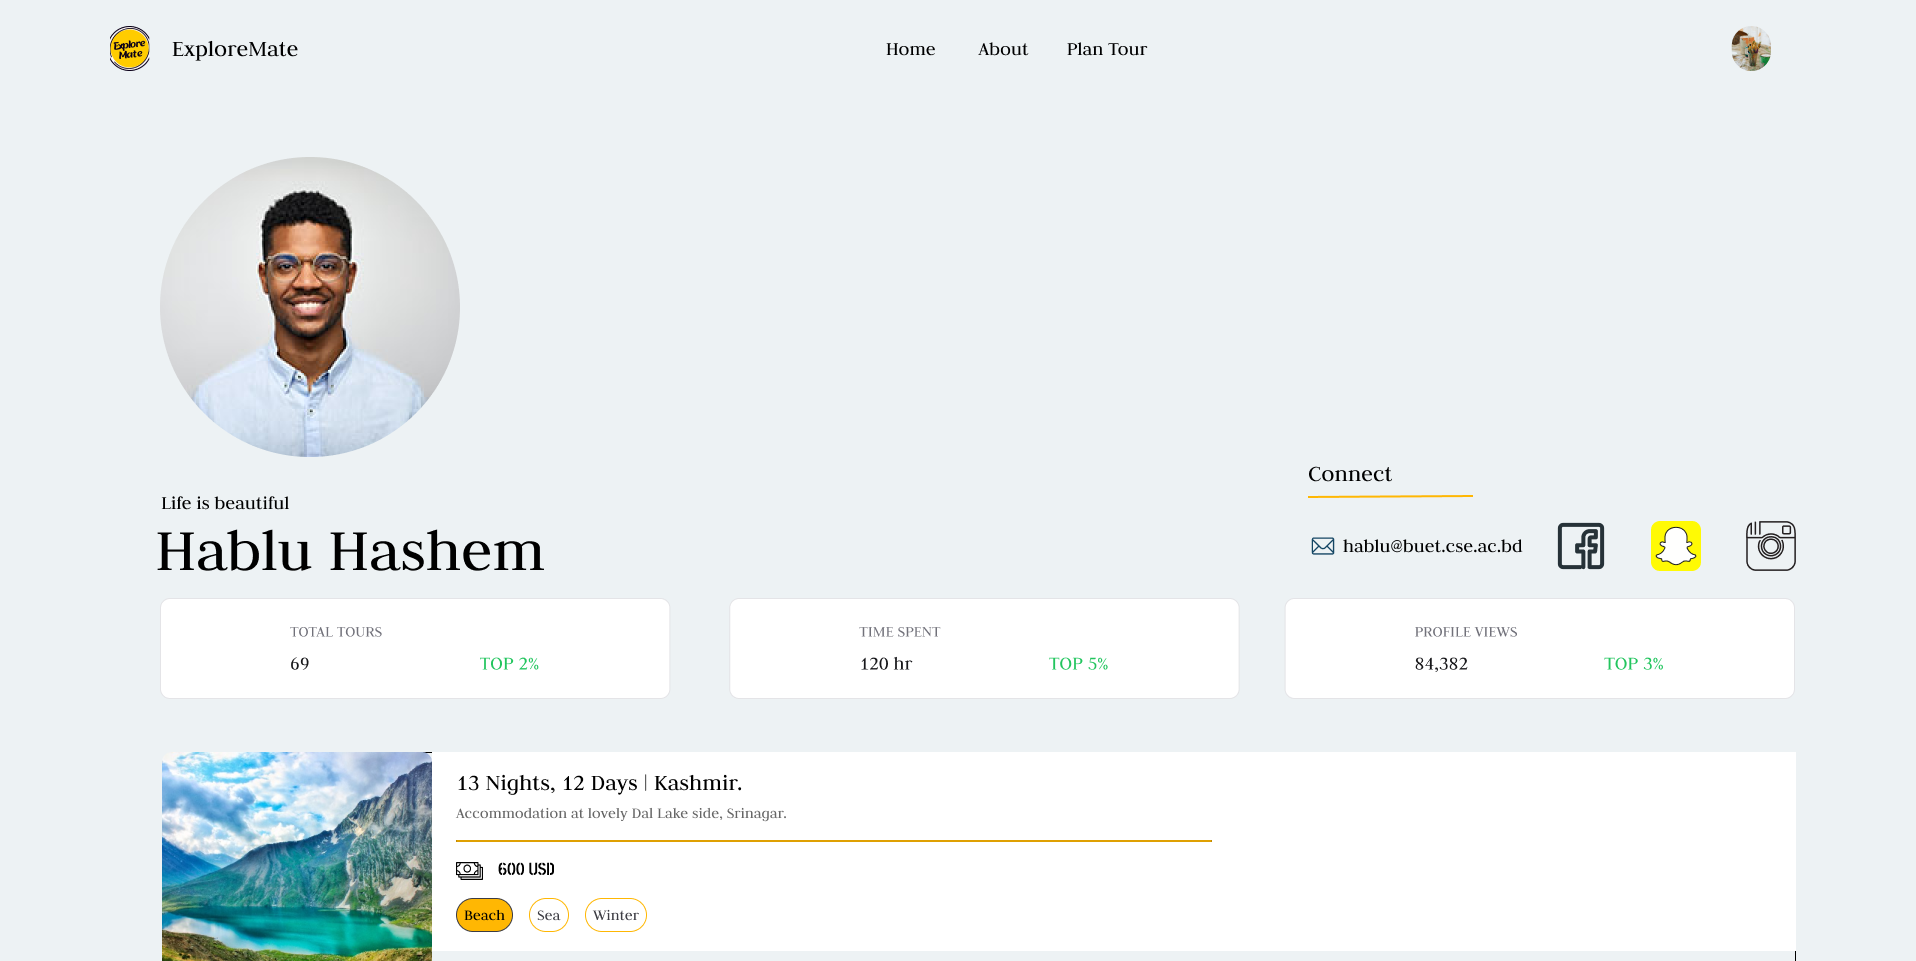 Explore
Mate
ExploreMate
Home
About
Plan Tour
Life is beautiful
Hablu Hashem
Connect
hablu@buet.cse.ac.bd
TOTAL TOURS
69
TOP 2%
TIME SPENT
120 hr
TOP 5%
PROFILE VIEWS
84,382
TOP 3%
13 Nights, 12 Days | Kashmir.
Accommodation at lovely Dal Lake side, Srinagar.
600 USD
Beach
Sea
Winter